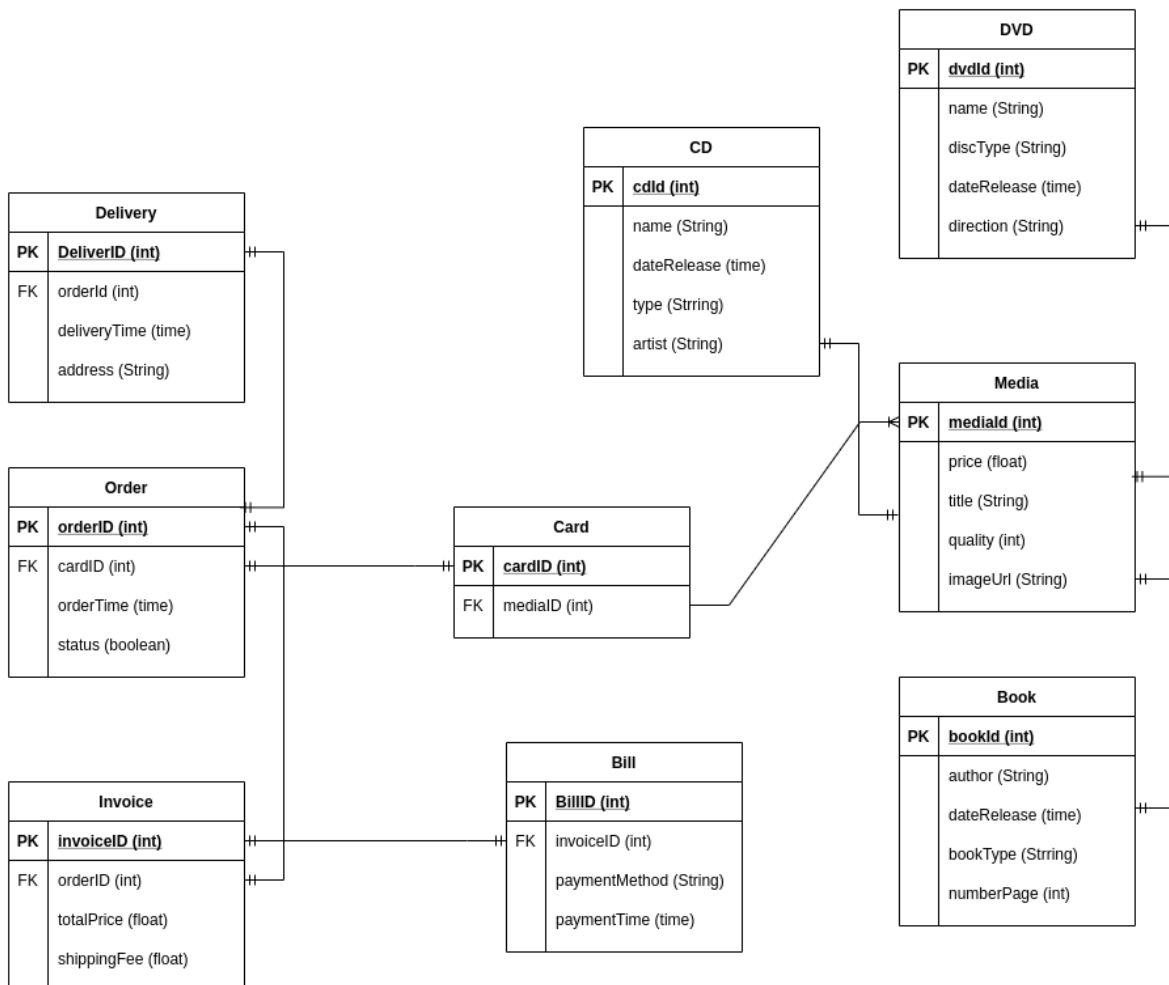 DVD
PK dvdId (int)
name (String)
discType (String)
dateRelease (time)
direction (String)
CD
PK cdId (int)
name (String)
dateRelease (time)
type (Strring)
artist (String)
Delivery
PK DeliverID (int)
FK orderId (int)
deliveryTime (time)
address (String)
Media
PK mediaId (int)
price (float)
title (String)
quality (int)
imageUrl (String)
Order
PK orderID (int)
FK cardID (int)
orderTime (time)
status (boolean)
Card
PK cardID (int)
FK mediaID (int)
Book
PK bookId (int)
author (String)
dateRelease (time)
bookType (Strring)
numberPage (int)
Bill
PK BillID (int)
FK invoiceID (int)
paymentMethod (String)
paymentTime (time)
Invoice
PK invoiceID (int)
FK orderID (int)
totalPrice (float)
shippingFee (float)